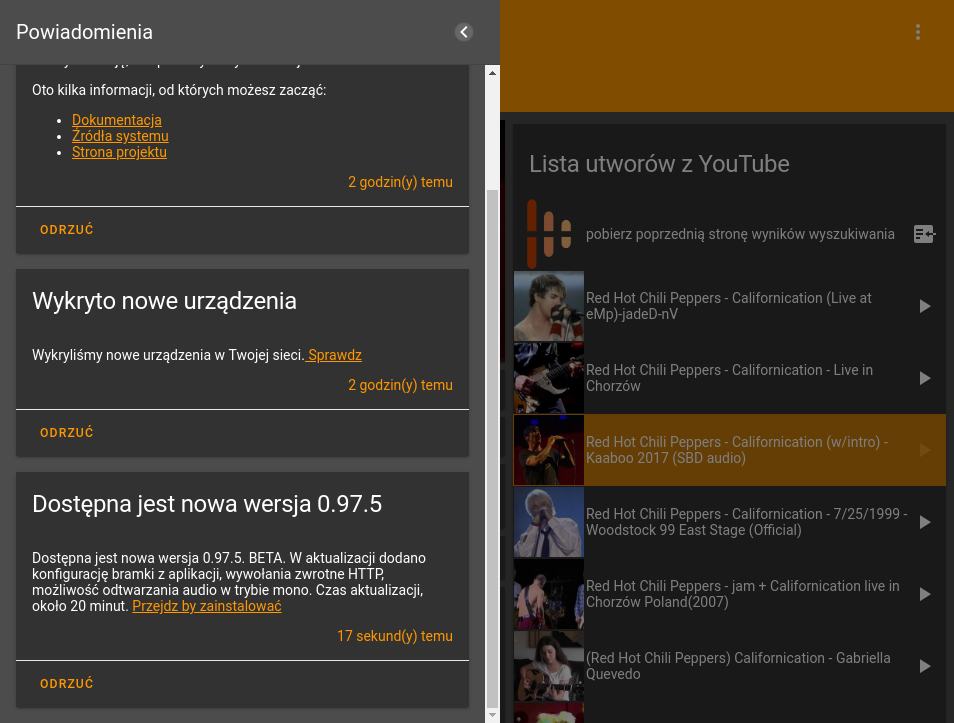 Powiadomienia
Oto kilka informacji, od których możesz zacząć:
Dokumentacja
Źródła systemu
Strona projektu
2 godzin(y) temu
ODRZUĆ
Wykryto nowe urządzenia
Wykryliśmy nowe urządzenia w Twojej sieci. Sprawdz
2 godzin(y) temu
ODRZUĆ
Dostępna jest nowa wersja 0.97.5
Dostępna jest nowa wersja 0.97.5. BETA. W aktualizacji dodano
konfigurację bramki z aplikacji, wywołania zwrotne HTTP,
możliwość odtwarzania audio w trybie mono. Czas aktualizacji,
około 20 minut. Przejdz by zainstalować
17 sekund(y) temu
ODRZUĆ
Lista utworów z YouTube
pobierz poprzednią stronę wyników wyszukiwania
Red Hot Chili Peppers - Californication (Live at
eMp)-jadeD-nV
Red Hot Chili Peppers - Californication - Live in
Chorzów
Red Hot Chili Peppers - Californication (w/intro) -
Kaaboo 2017 (SBD audio)
Red Hot Chili Peppers - Californication - 7/25/1999 -
Woodstock 99 East Stage (Official)
Red Hot Chili Peppers - jam + Californication live in
Chorzów Poland(2007)
(Red Hot Chili Peppers) Californication - Gabriella
Quevedo